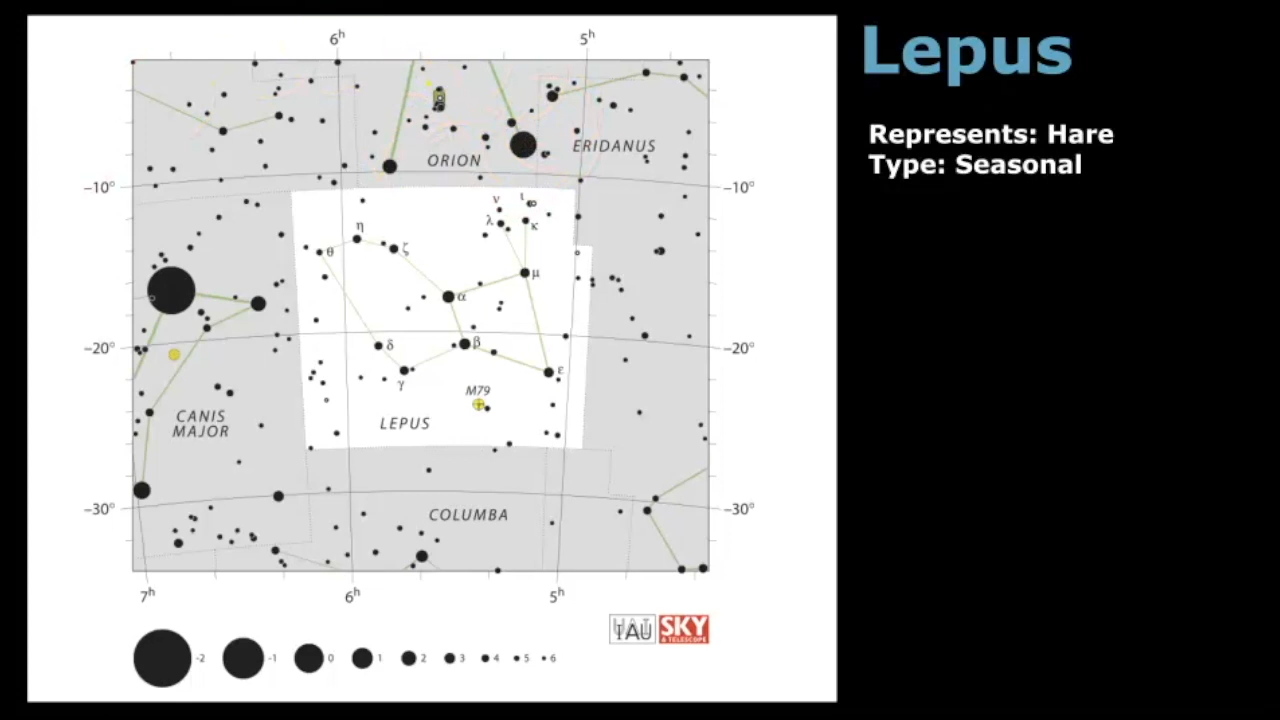 Lepus
Represents: Hare
Type: Seasonal
6h 5h
ORION
ERIDANUS
−10° −10°
ν ι
η λ κ
θ ζ
μ
α
−20° −20°
δ β
γ ε
M79
CANIS
MAJOR
LEPUS
−30° −30°
COLUMBA
7h 6h 5h
IAU SKY
& TELESCOPE
-2 -1 0 1 2 3 4 5 6